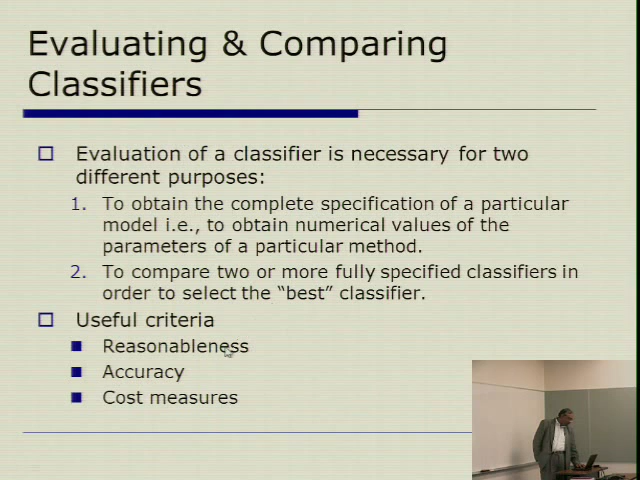 Evaluating & Comparing
Classifiers
Evaluation of a classifier is necessary for two
different purposes:
1. To obtain the complete specification of a particular
model i.e., to obtain numerical values of the
parameters of a particular method.
2. To compare two or more fully specified classifiers in
order to select the “best” classifier.
Useful criteria
Reasonableness
Accuracy
Cost measures